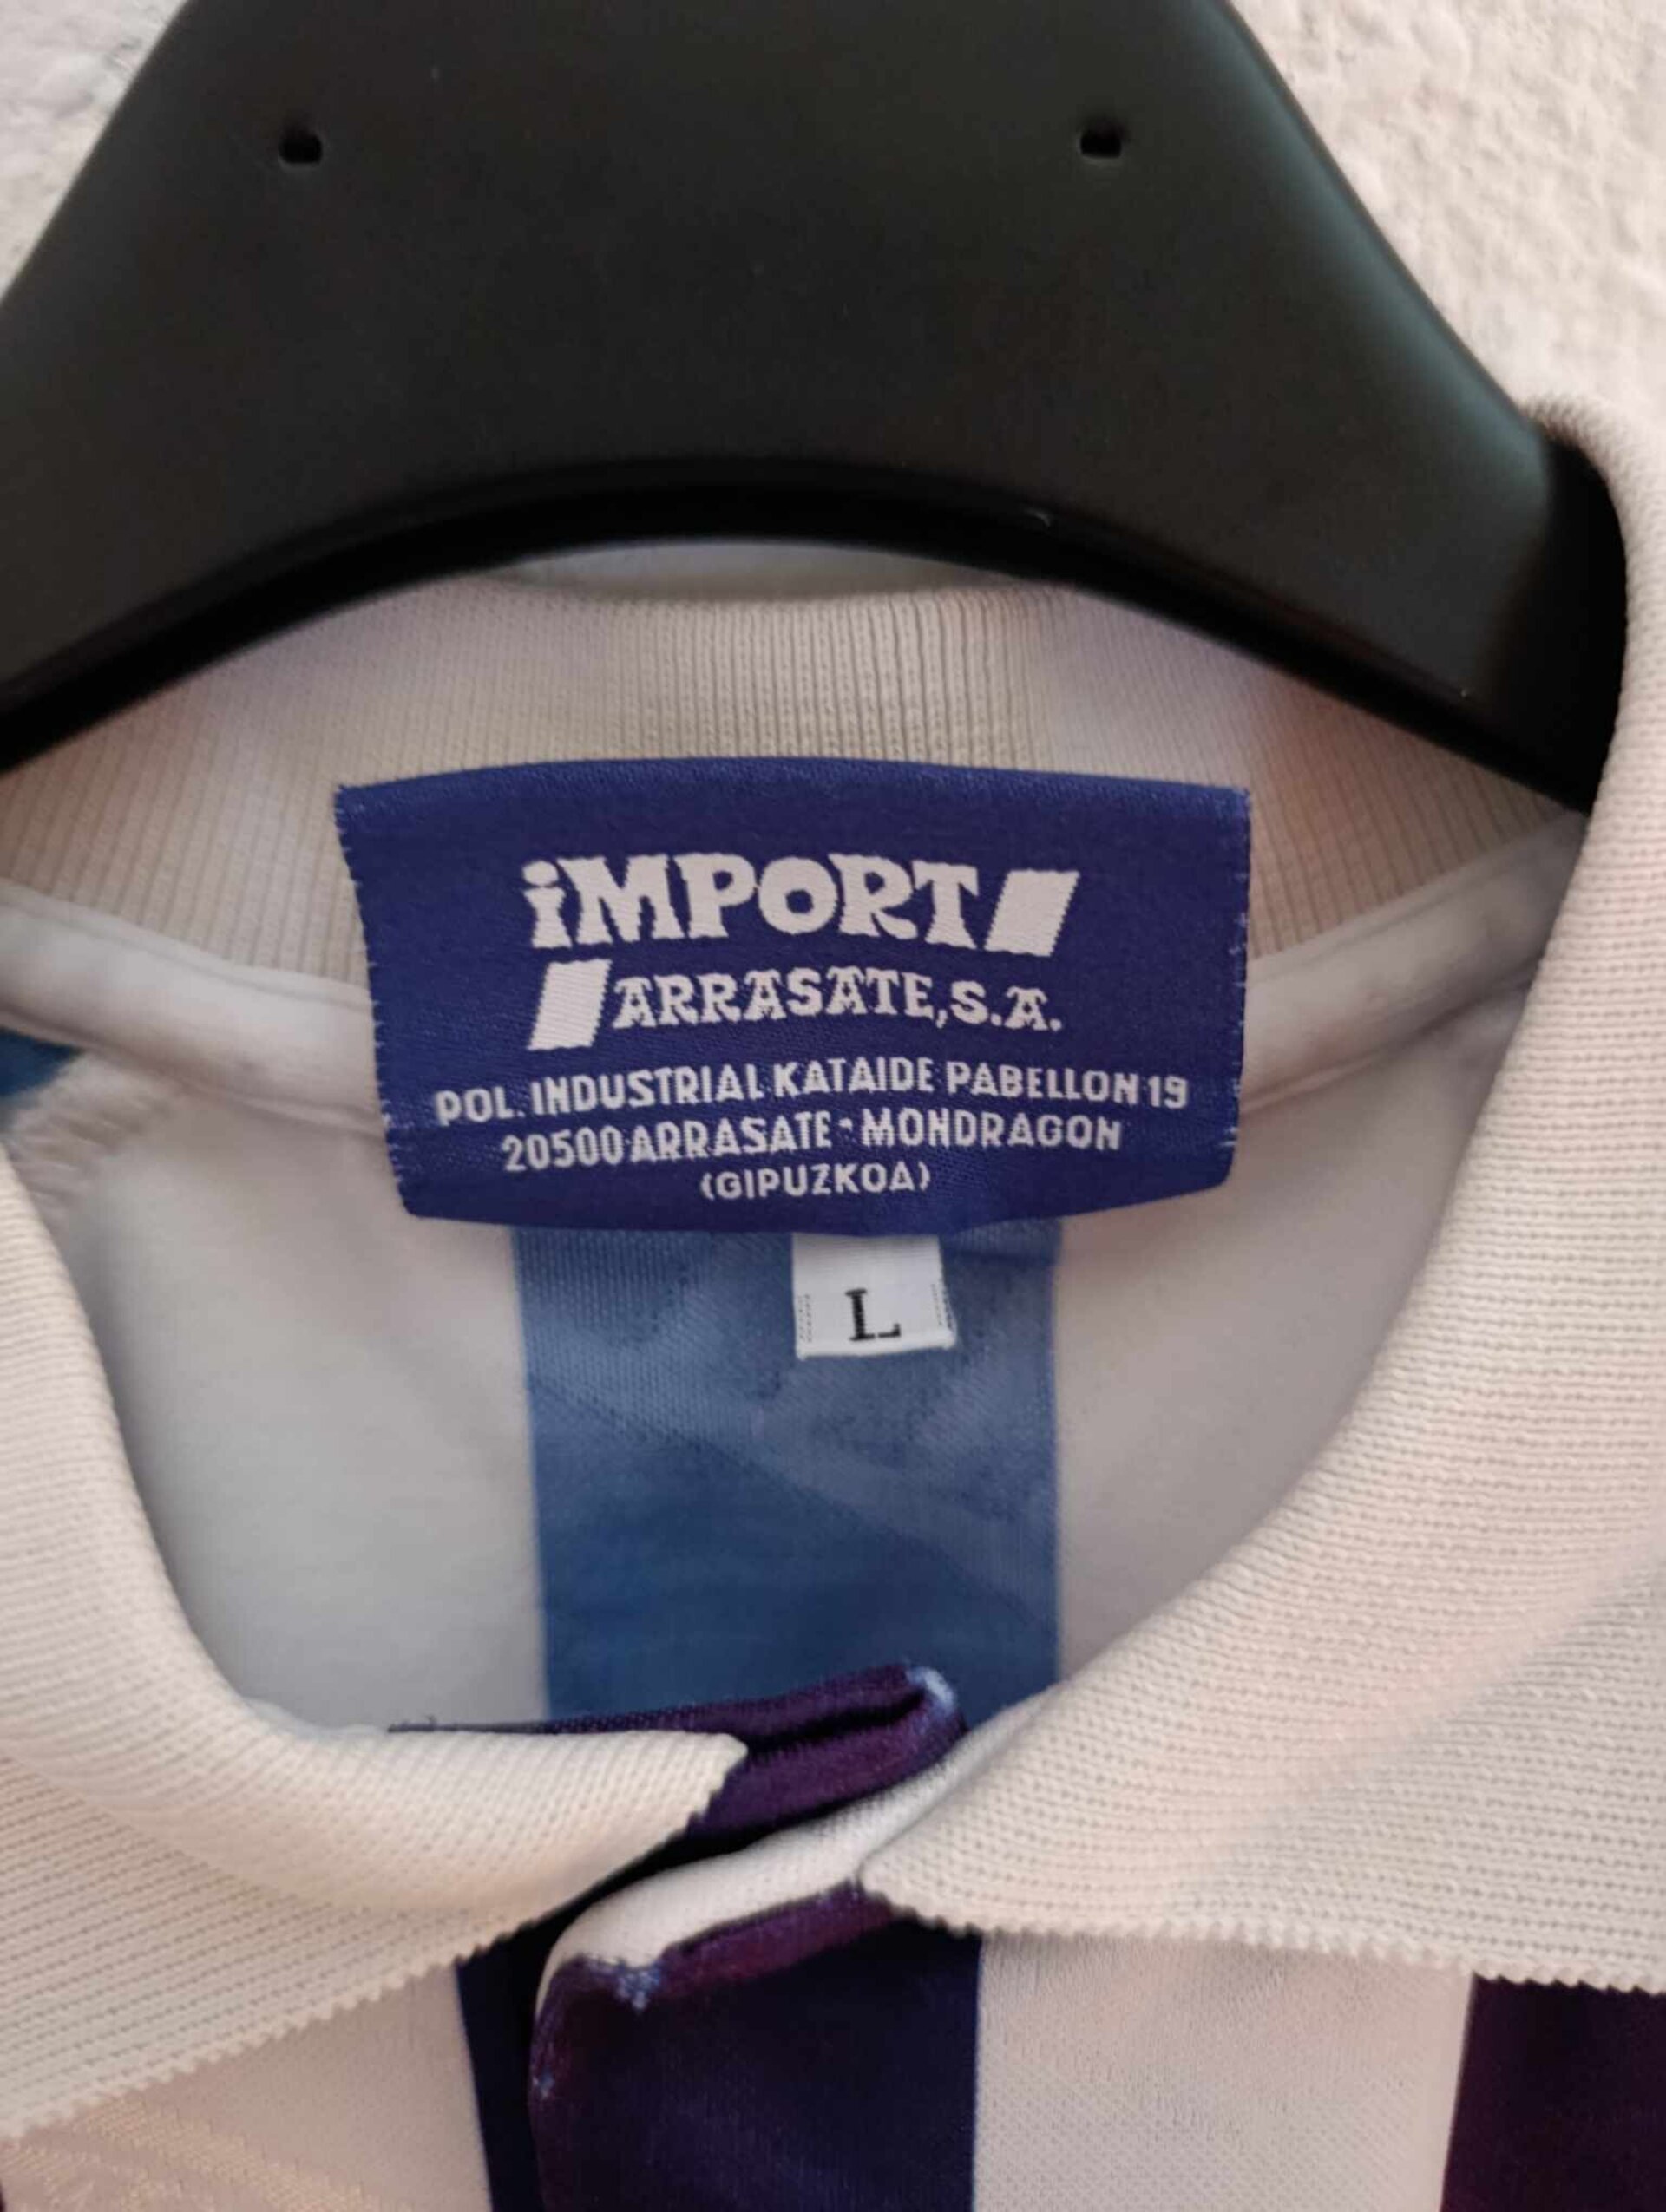 iMPORT
ARRASATE,S.A.
POL. INDUSTRIAL KATAIDE PABELLON 19
20500 ARRASATE - MONDRAGON
(GIPUZKOA)
L